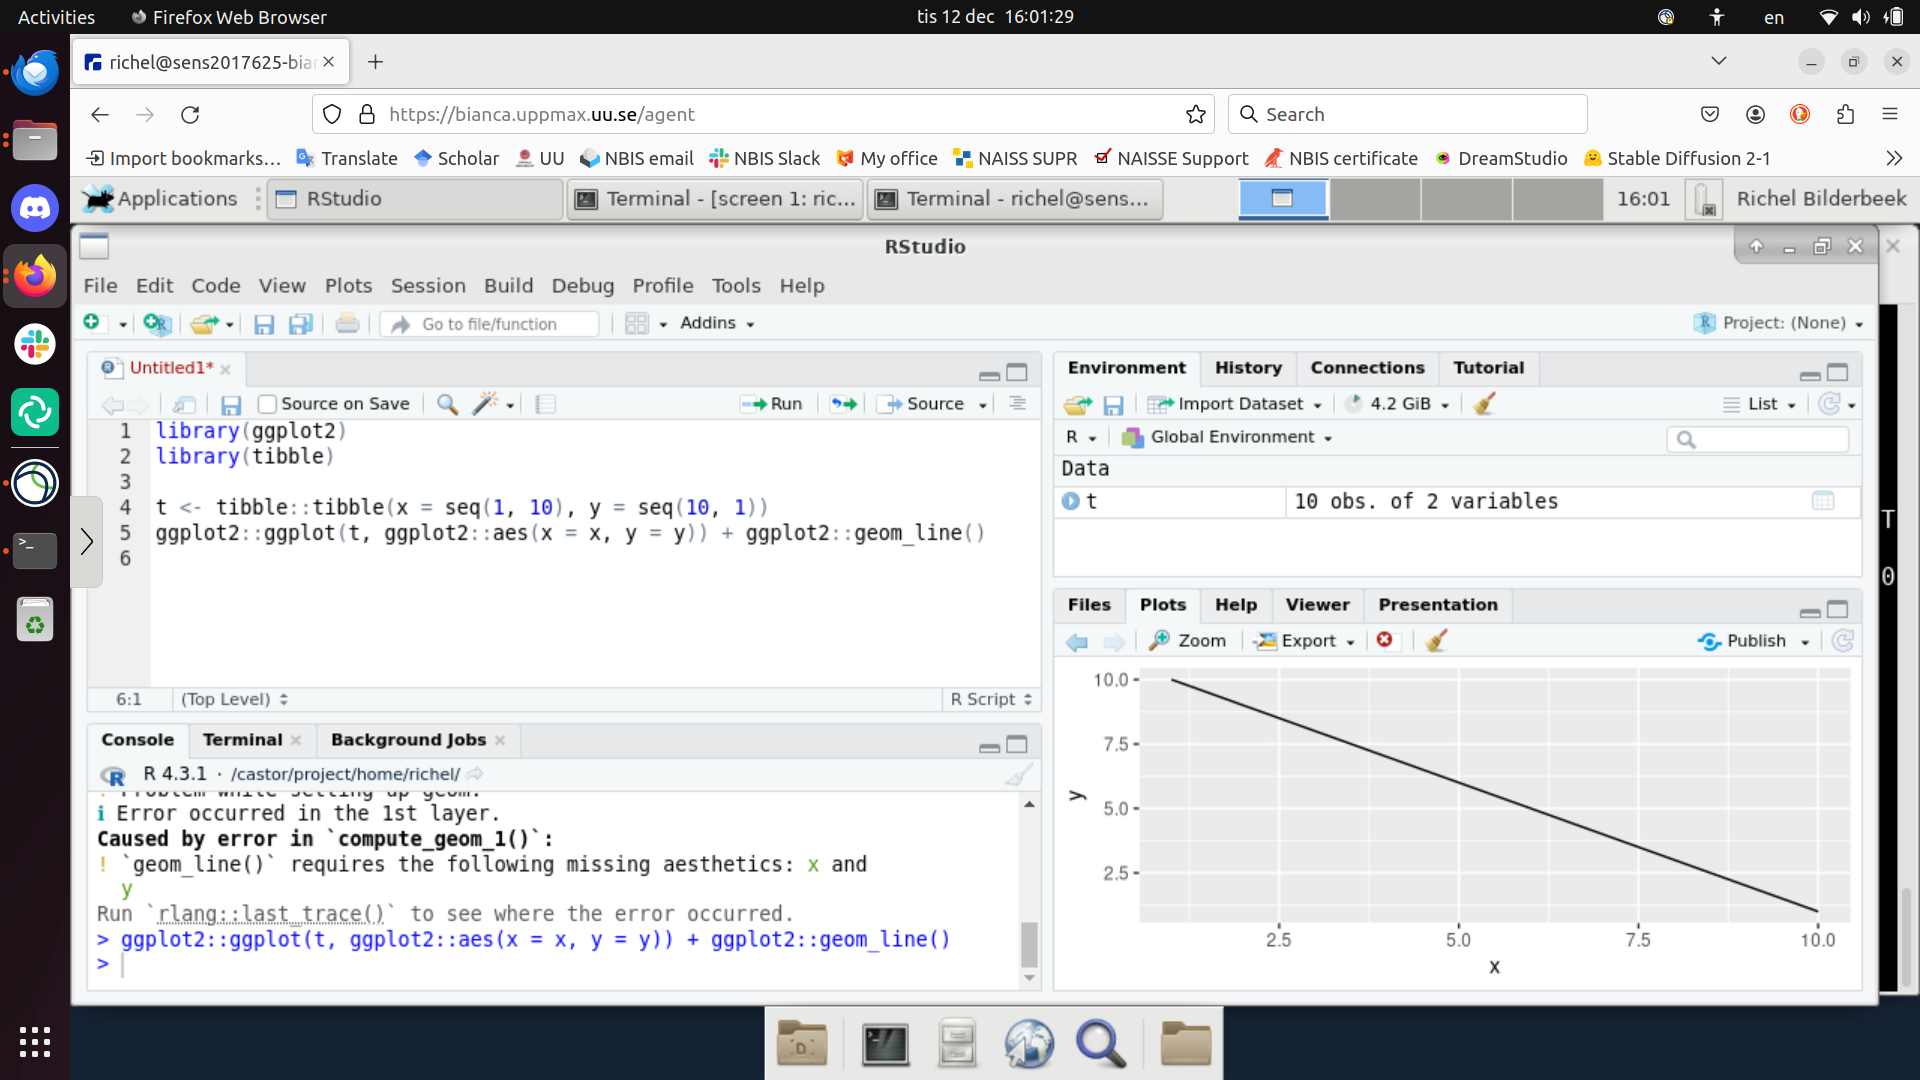 Activities Firefox Web Browser tis 12 dec 16:01:29 en
richel@sens2017625-bian
https://bianca.uppmax.uu.se/agent Search
Import bookmarks... Translate Scholar UU NBIS email NBIS Slack My office NAISS SUPR NAISSE Support NBIS certificate DreamStudio Stable Diffusion 2-1
Applications RStudio Terminal - [screen 1: ric... Terminal - richel@sens... 16:01 Richel Bilderbeek
RStudio
File Edit Code View Plots Session Build Debug Profile Tools Help
Go to file/function Addins Project: (None)
Untitled1*
Source on Save Run Source
1 library(ggplot2)
2 library(tibble)
3
4 t <- tibble::tibble(x = seq(1, 10), y = seq(10, 1))
5 ggplot2::ggplot(t, ggplot2::aes(x = x, y = y)) + ggplot2::geom_line()
6
6:1 (Top Level) R Script
Console Terminal Background Jobs
R 4.3.1 · /castor/project/home/richel/
! Problem while setting up geom.
ℹ Error occurred in the 1st layer.
Caused by error in `compute_geom_1()`:
! `geom_line()` requires the following missing aesthetics: x and
y
Run `rlang::last_trace()` to see where the error occurred.
> ggplot2::ggplot(t, ggplot2::aes(x = x, y = y)) + ggplot2::geom_line()
>
Environment History Connections Tutorial
Import Dataset 4.2 GiB List
R Global Environment
Data
t 10 obs. of 2 variables
T
0
Files Plots Help Viewer Presentation
Zoom Export Publish
10.0
7.5
5.0
2.5
y
2.5 5.0 7.5 10.0
x